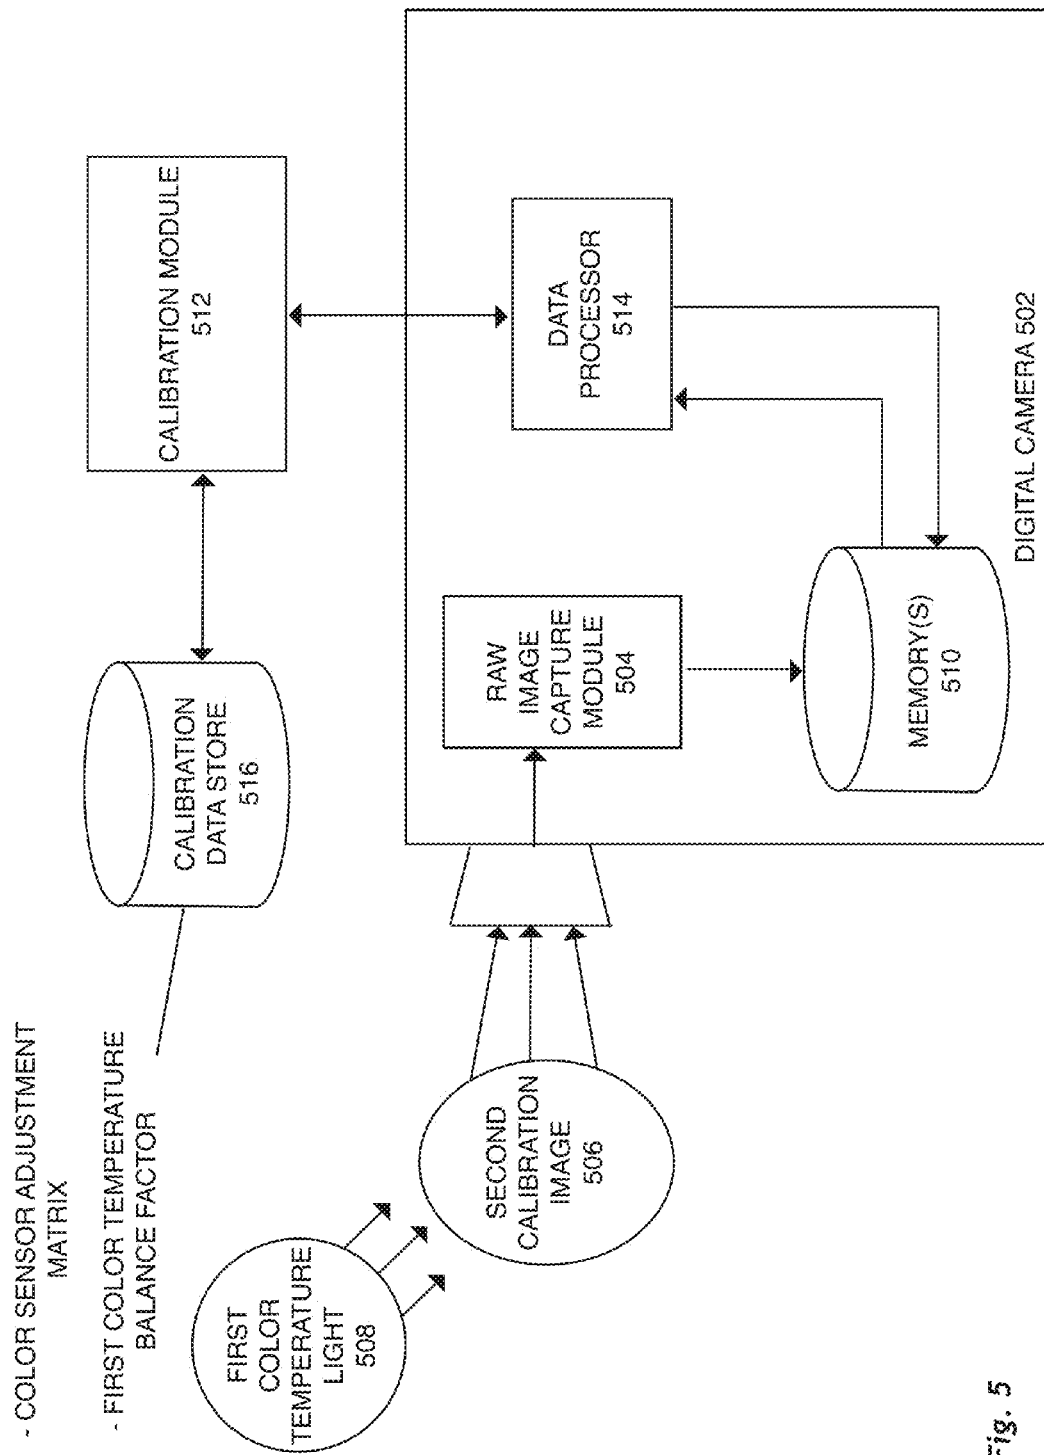 - COLOR SENSOR ADJUSTMENT
MATRIX
- FIRST COLOR TEMPERATURE
BALANCE FACTOR
CALIBRATION
DATA STORE
516
CALIBRATION MODULE
512
FIRST
COLOR
TEMPERATURE
LIGHT
508
SECOND
CALIBRATION
IMAGE
506
RAW
IMAGE
CAPTURE
MODULE
504
DATA
PROCESSOR
514
MEMORY(S)
510
DIGITAL CAMERA 502
Fig. 5